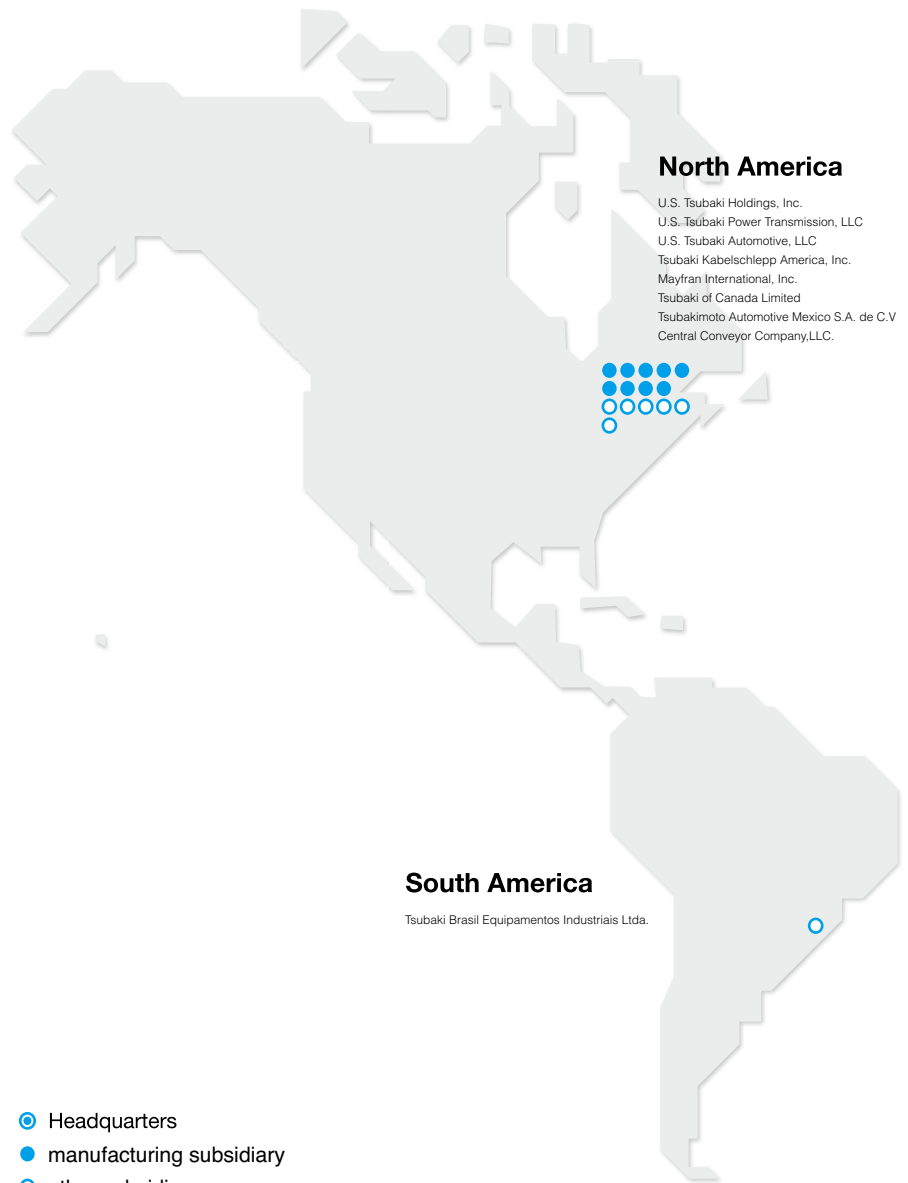 North America
U.S. Tsubaki Holdings, Inc.
U.S. Tsubaki Power Transmission, LLC
U.S. Tsubaki Automotive, LLC
Tsubaki Kabelschlepp America, Inc.
Mayfran International, Inc.
Tsubaki of Canada Limited
Tsubakimoto Automotive Mexico S.A. de C.V
Central Conveyor Company,LLC.
South America
Tsubaki Brasil Equipamentos Industriais Ltda.
Headquarters
manufacturing subsidiary